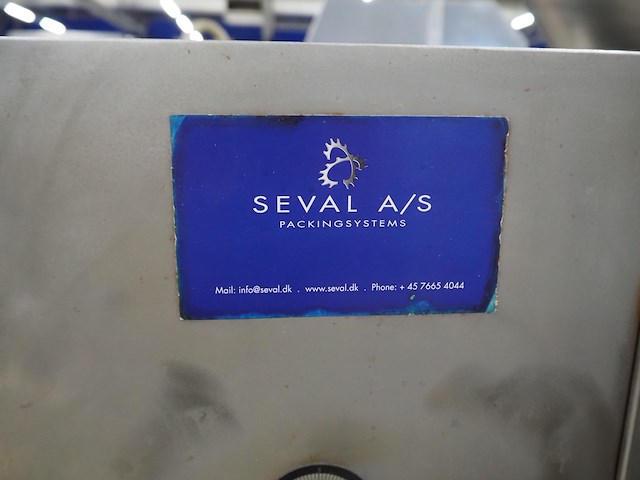 SEVAL A/S
PACKINGSYSTEMS
Mail: info@seval.dk . www.seval.dk . Phone: + 45 7665 4044